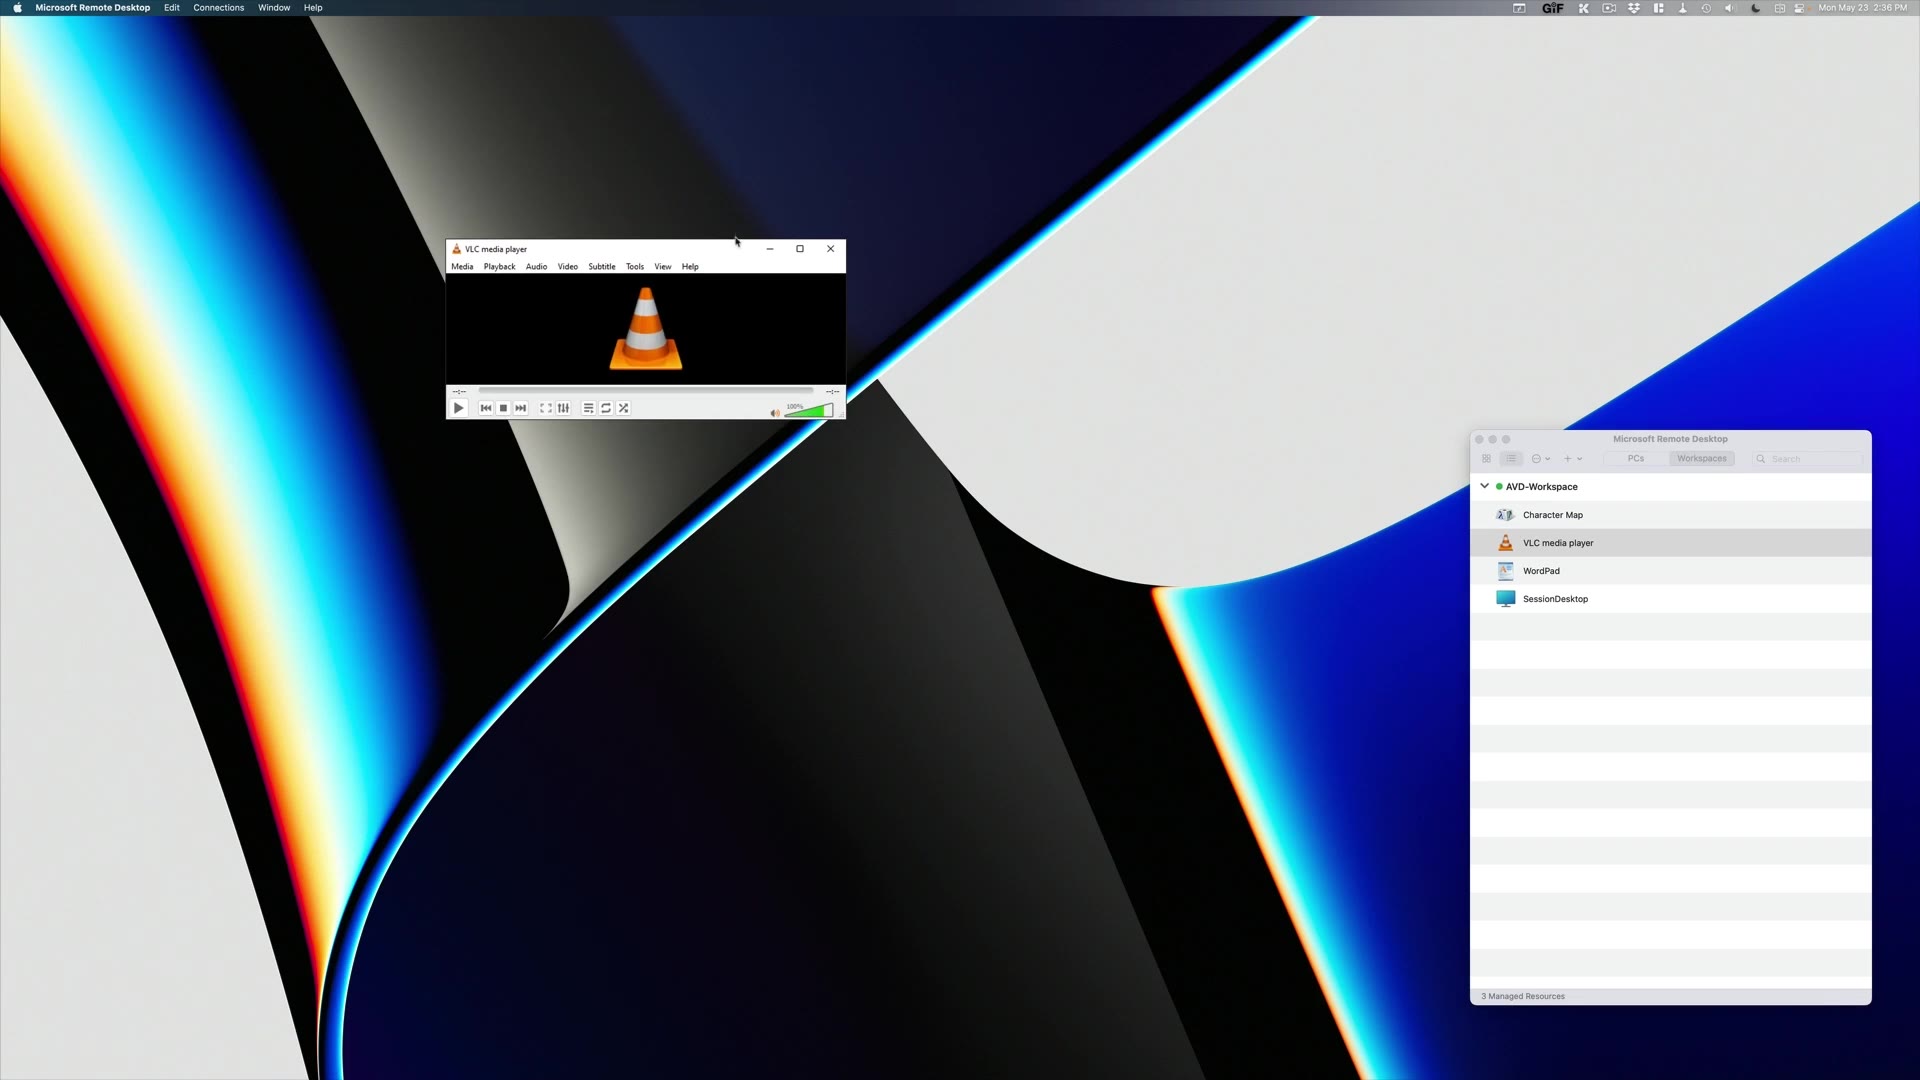 Microsoft Remote Desktop Edit Connections Window Help
GIF Mon May 23 2:36 PM
VLC media player
Media Playback Audio Video Subtitle Tools View Help
--:-- --:--
100%
Microsoft Remote Desktop
PCs Workspaces Search
AVD-Workspace
Character Map
VLC media player
WordPad
SessionDesktop
3 Managed Resources